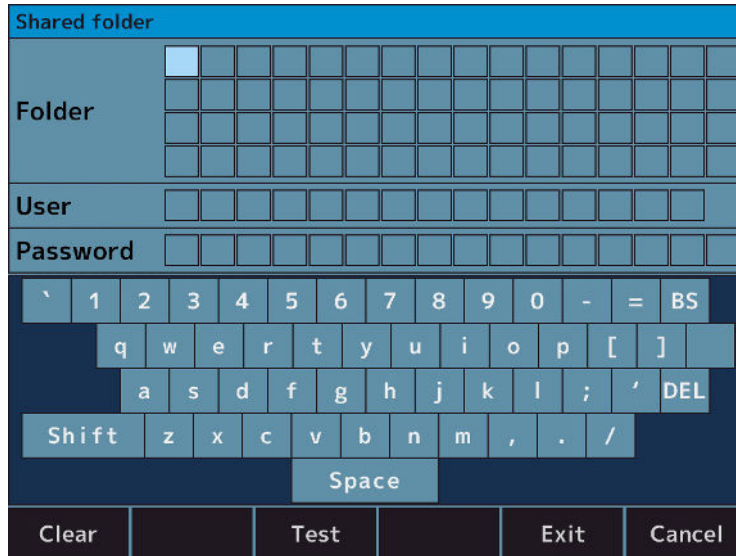 Shared folder
Folder
User
Password
` 1 2 3 4 5 6 7 8 9 0 - = BS
q w e r t y u i o p [ ]
a s d f g h j k l ; ′ DEL
Shift z x c v b n m , . /
Space
Clear Test Exit Cancel